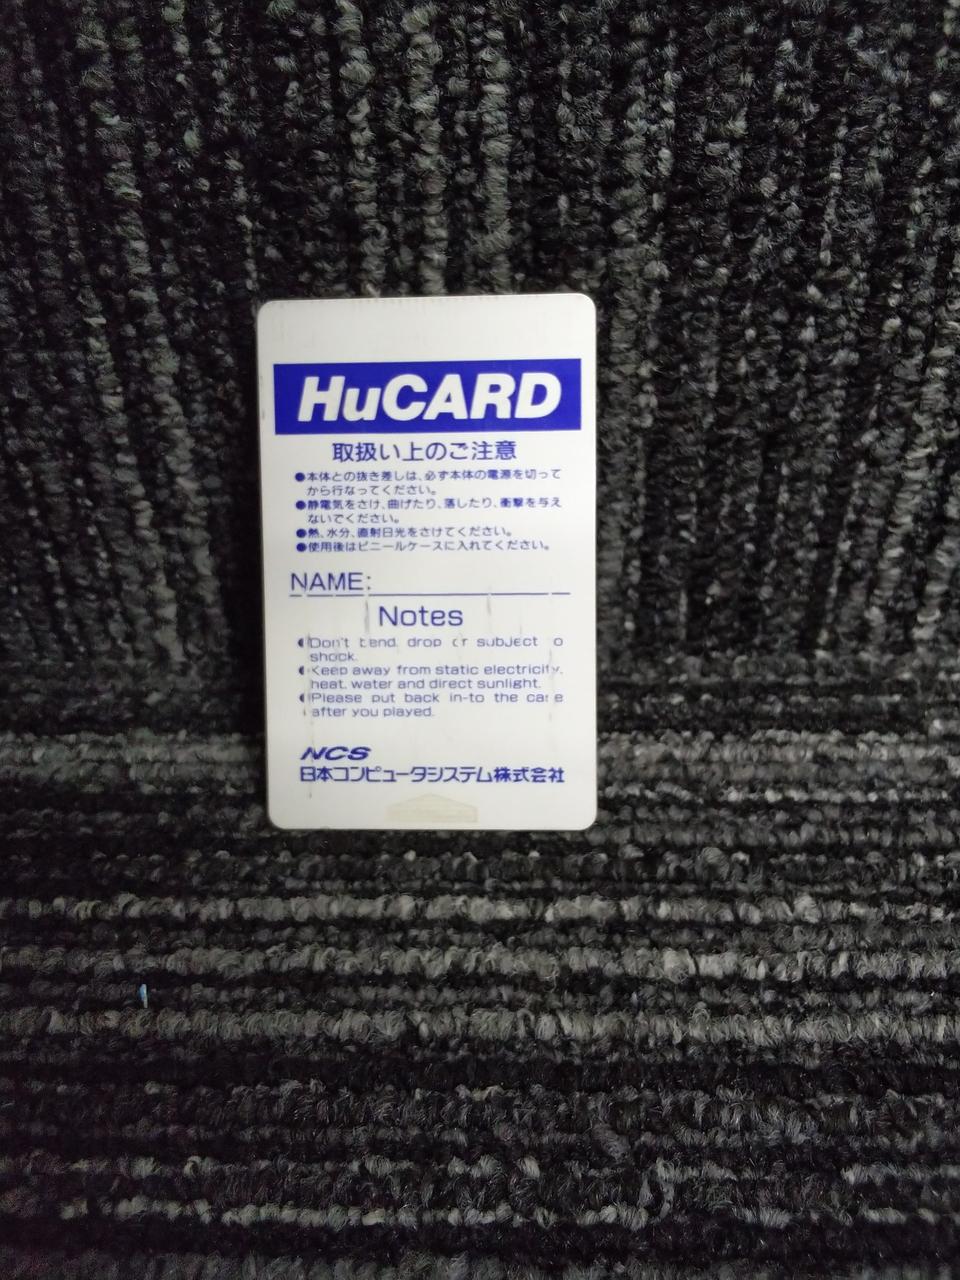 HuCARD
取扱い上のご注意
●本体との抜き差しは、必ず本体の電源を切って
から行なってください。
●静電気をさけ、曲げたり、落したり、衝撃を与え
ないでください。
●熱、水分、直射日光をさけてください。
●使用後はビニールケースに入れてください。
NAME:
Notes
●Don't bend, drop or subject to
shock.
●Keep away from static electricity,
heat, water and direct sunlight.
●Please put back in-to the case
after you played.
NCS
日本コンピュータシステム株式会社